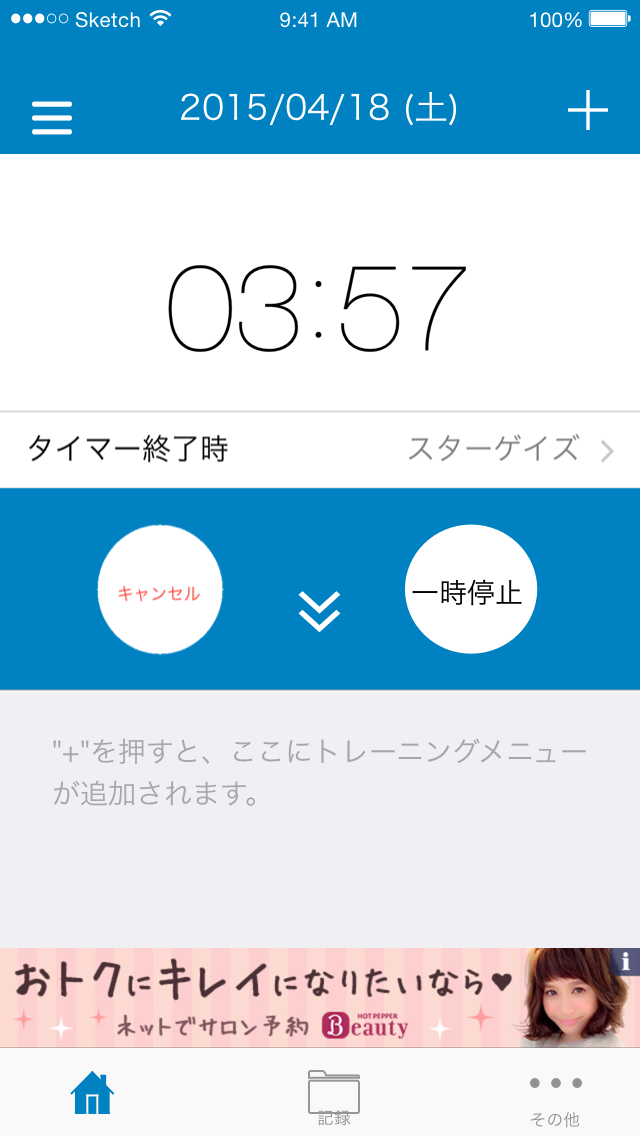 Sketch 9:41 AM 100%
2015/04/18 (土)
03:57
タイマー終了時 スターゲイズ
キャンセル 一時停止
"+"を押すと、ここにトレーニングメニュー
が追加されます。
おトクにキレイになりたいなら♥
ネットでサロン予約 HOT PEPPER Beauty
i
記録 その他